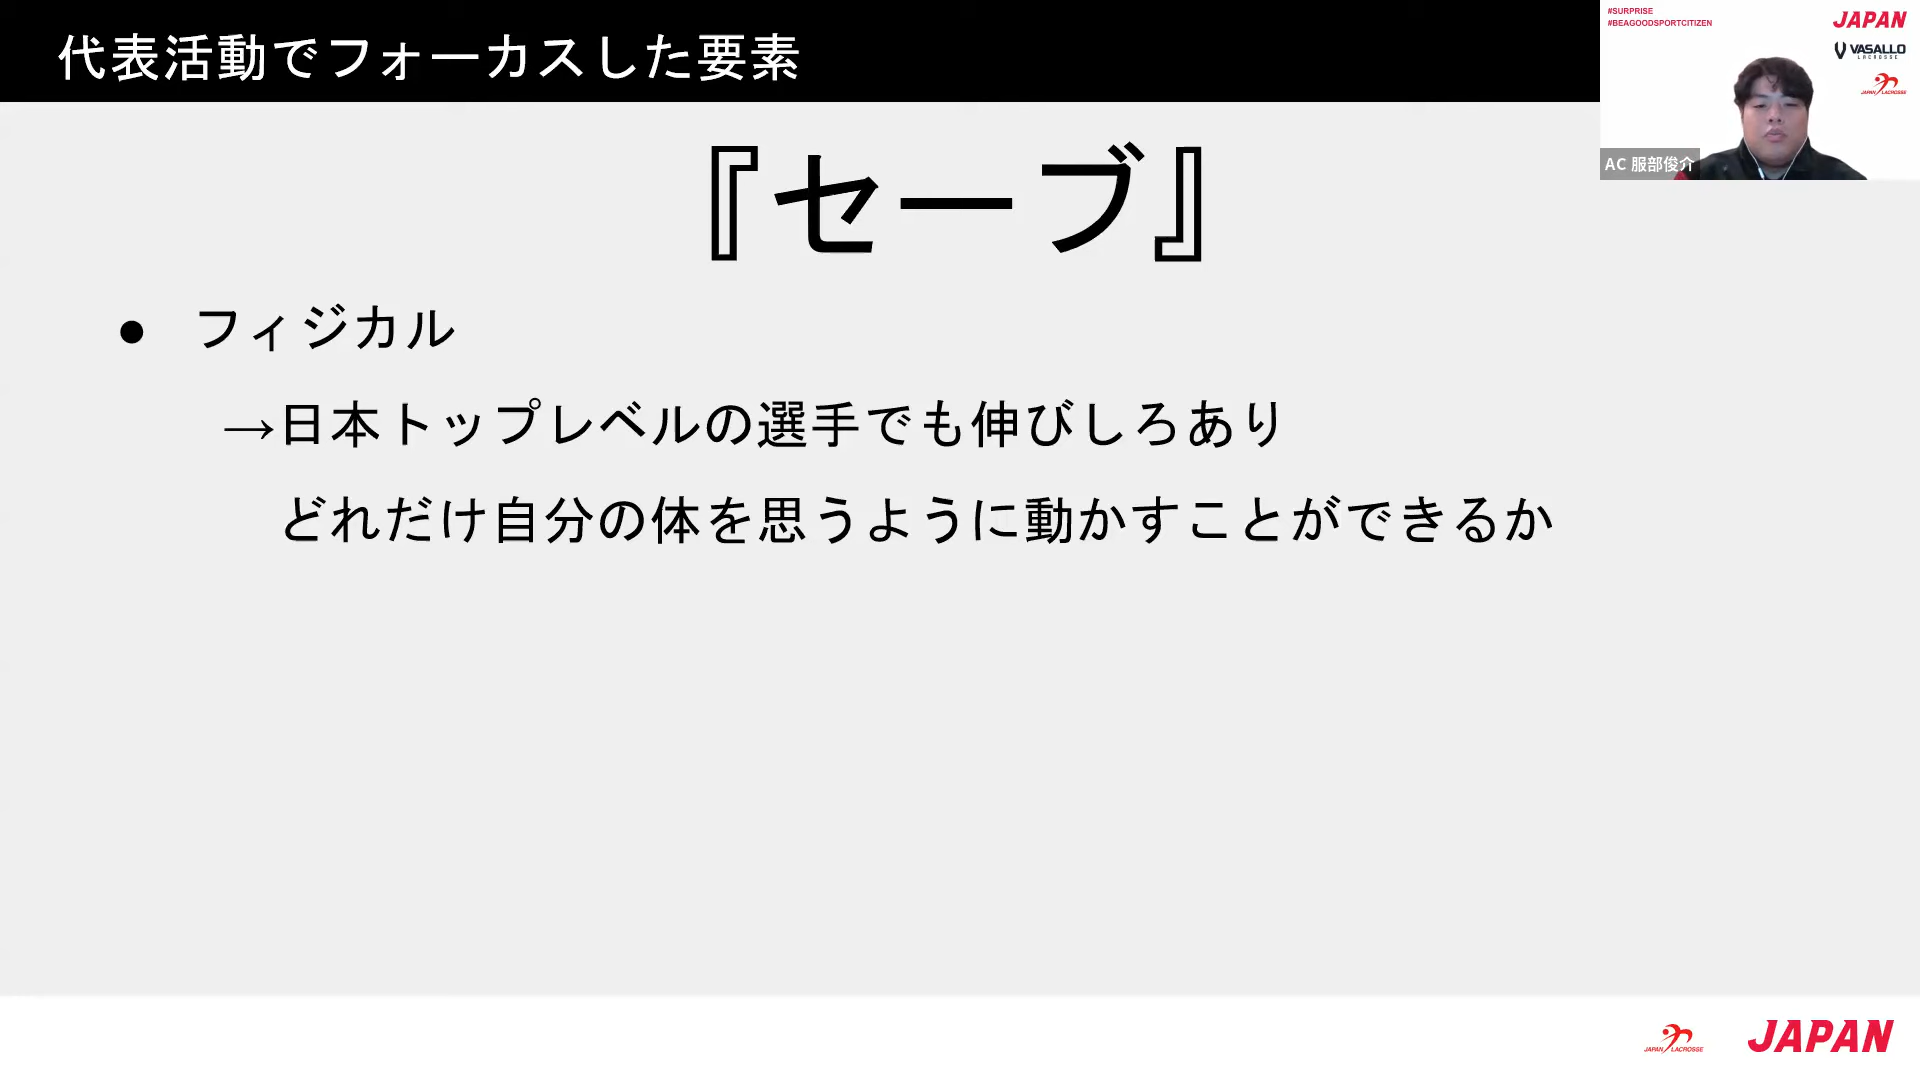 代表活動でフォーカスした要素
#SURPRISE
#BEAGOODSPORTCITIZEN
JAPAN
VASALLO
LACROSSE
JAPAN LACROSSE
AC 服部俊介
『セーブ』
● フィジカル
→日本トップレベルの選手でも伸びしろあり
どれだけ自分の体を思うように動かすことができるか
JAPAN LACROSSE
JAPAN